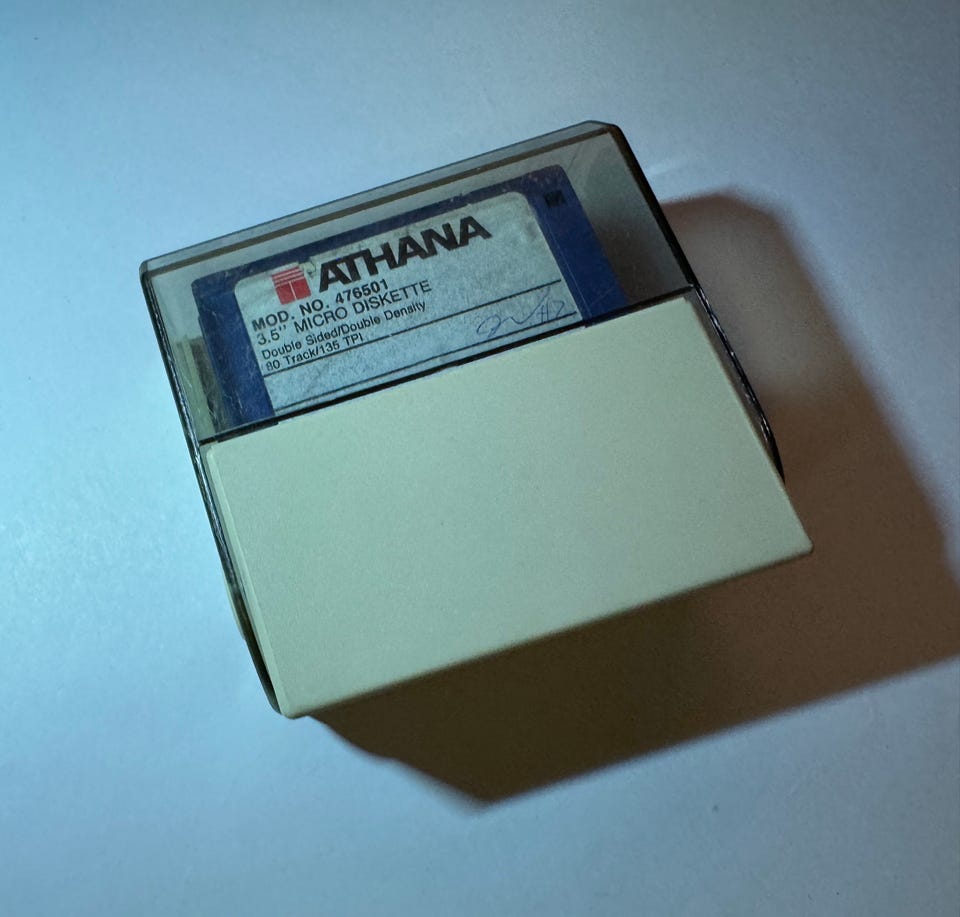 ATHANA
MOD. NO. 476501
3.5" MICRO DISKETTE
Double Sided/Double Density
80 Track/135 TPI